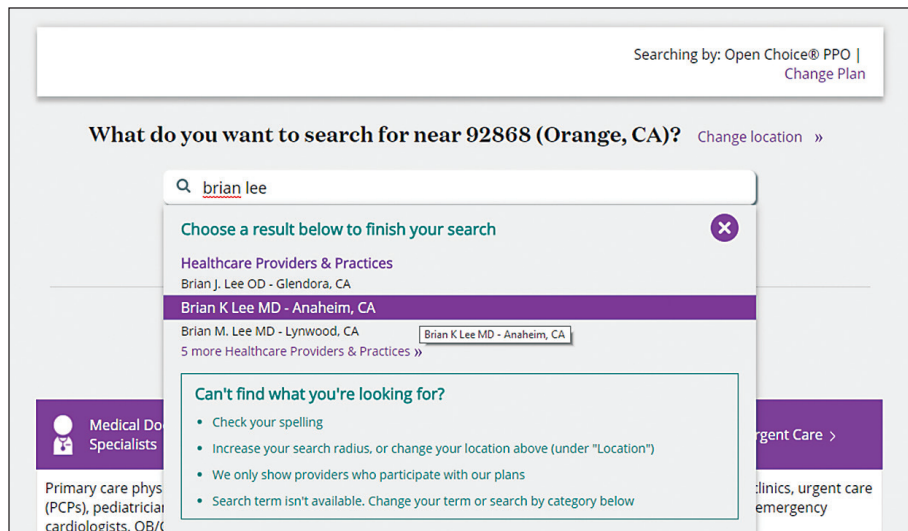 Searching by: Open Choice® PPO |
Change Plan
What do you want to search for near 92868 (Orange, CA)? Change location »
brian lee
Choose a result below to finish your search
Healthcare Providers & Practices
Brian J. Lee OD - Glendora, CA
Brian K Lee MD - Anaheim, CA
Brian M. Lee MD - Lynwood, CA
Brian K Lee MD - Anaheim, CA
5 more Healthcare Providers & Practices »
Can't find what you're looking for?
• Check your spelling
• Increase your search radius, or change your location above (under "Location")
• We only show providers who participate with our plans
• Search term isn't available. Change your term or search by category below
Medical Do
Specialists
rgent Care >
Primary care phys
(PCPs), pediatricia
cardiologists, OB/
clinics, urgent care
emergency